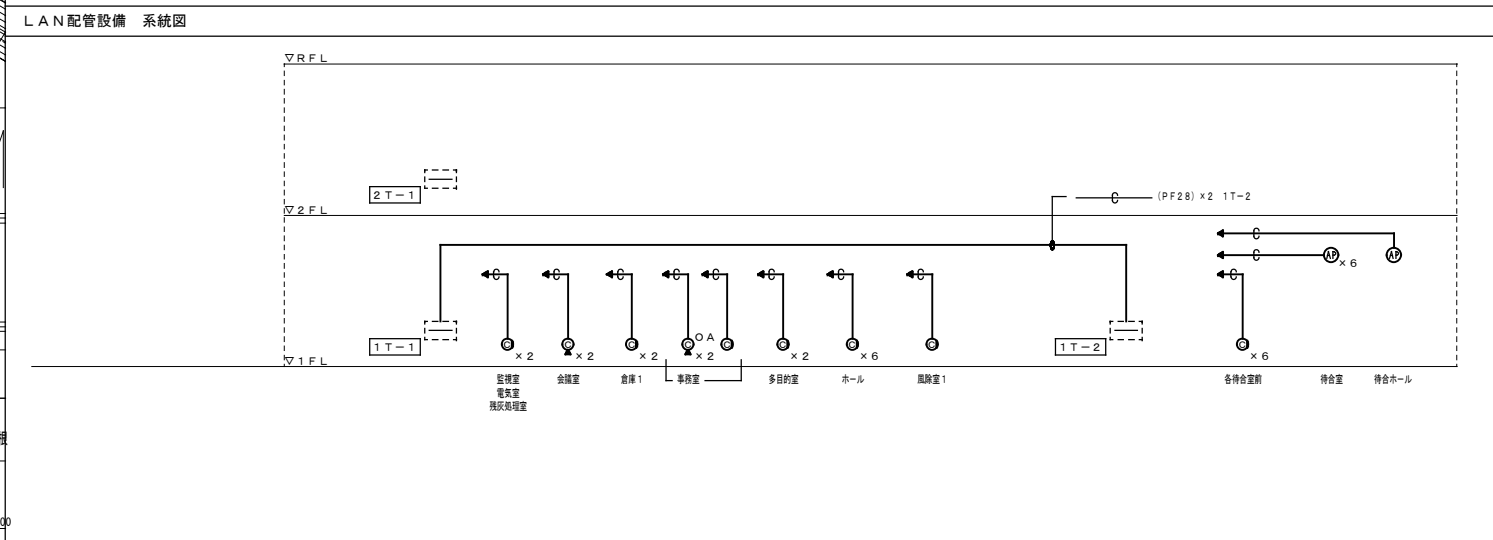 ＬＡＮ配管設備　系統図
▽ＲＦＬ
２Ｔ－１
(PF28)×2 1T-2
▽２ＦＬ
AP
×６
AP
１Ｔ－１
Ｃ
×２
Ｃ
×２
Ｃ
×２
Ｃ
ＯＡ
×２
Ｃ
Ｃ
×２
Ｃ
×６
Ｃ
１Ｔ－２
Ｃ
×６
▽１ＦＬ
監視室
電気室
残灰処理室
会議室
倉庫１
事務室
多目的室
ホール
風除室１
各待合室前
待合室
待合ホール
00